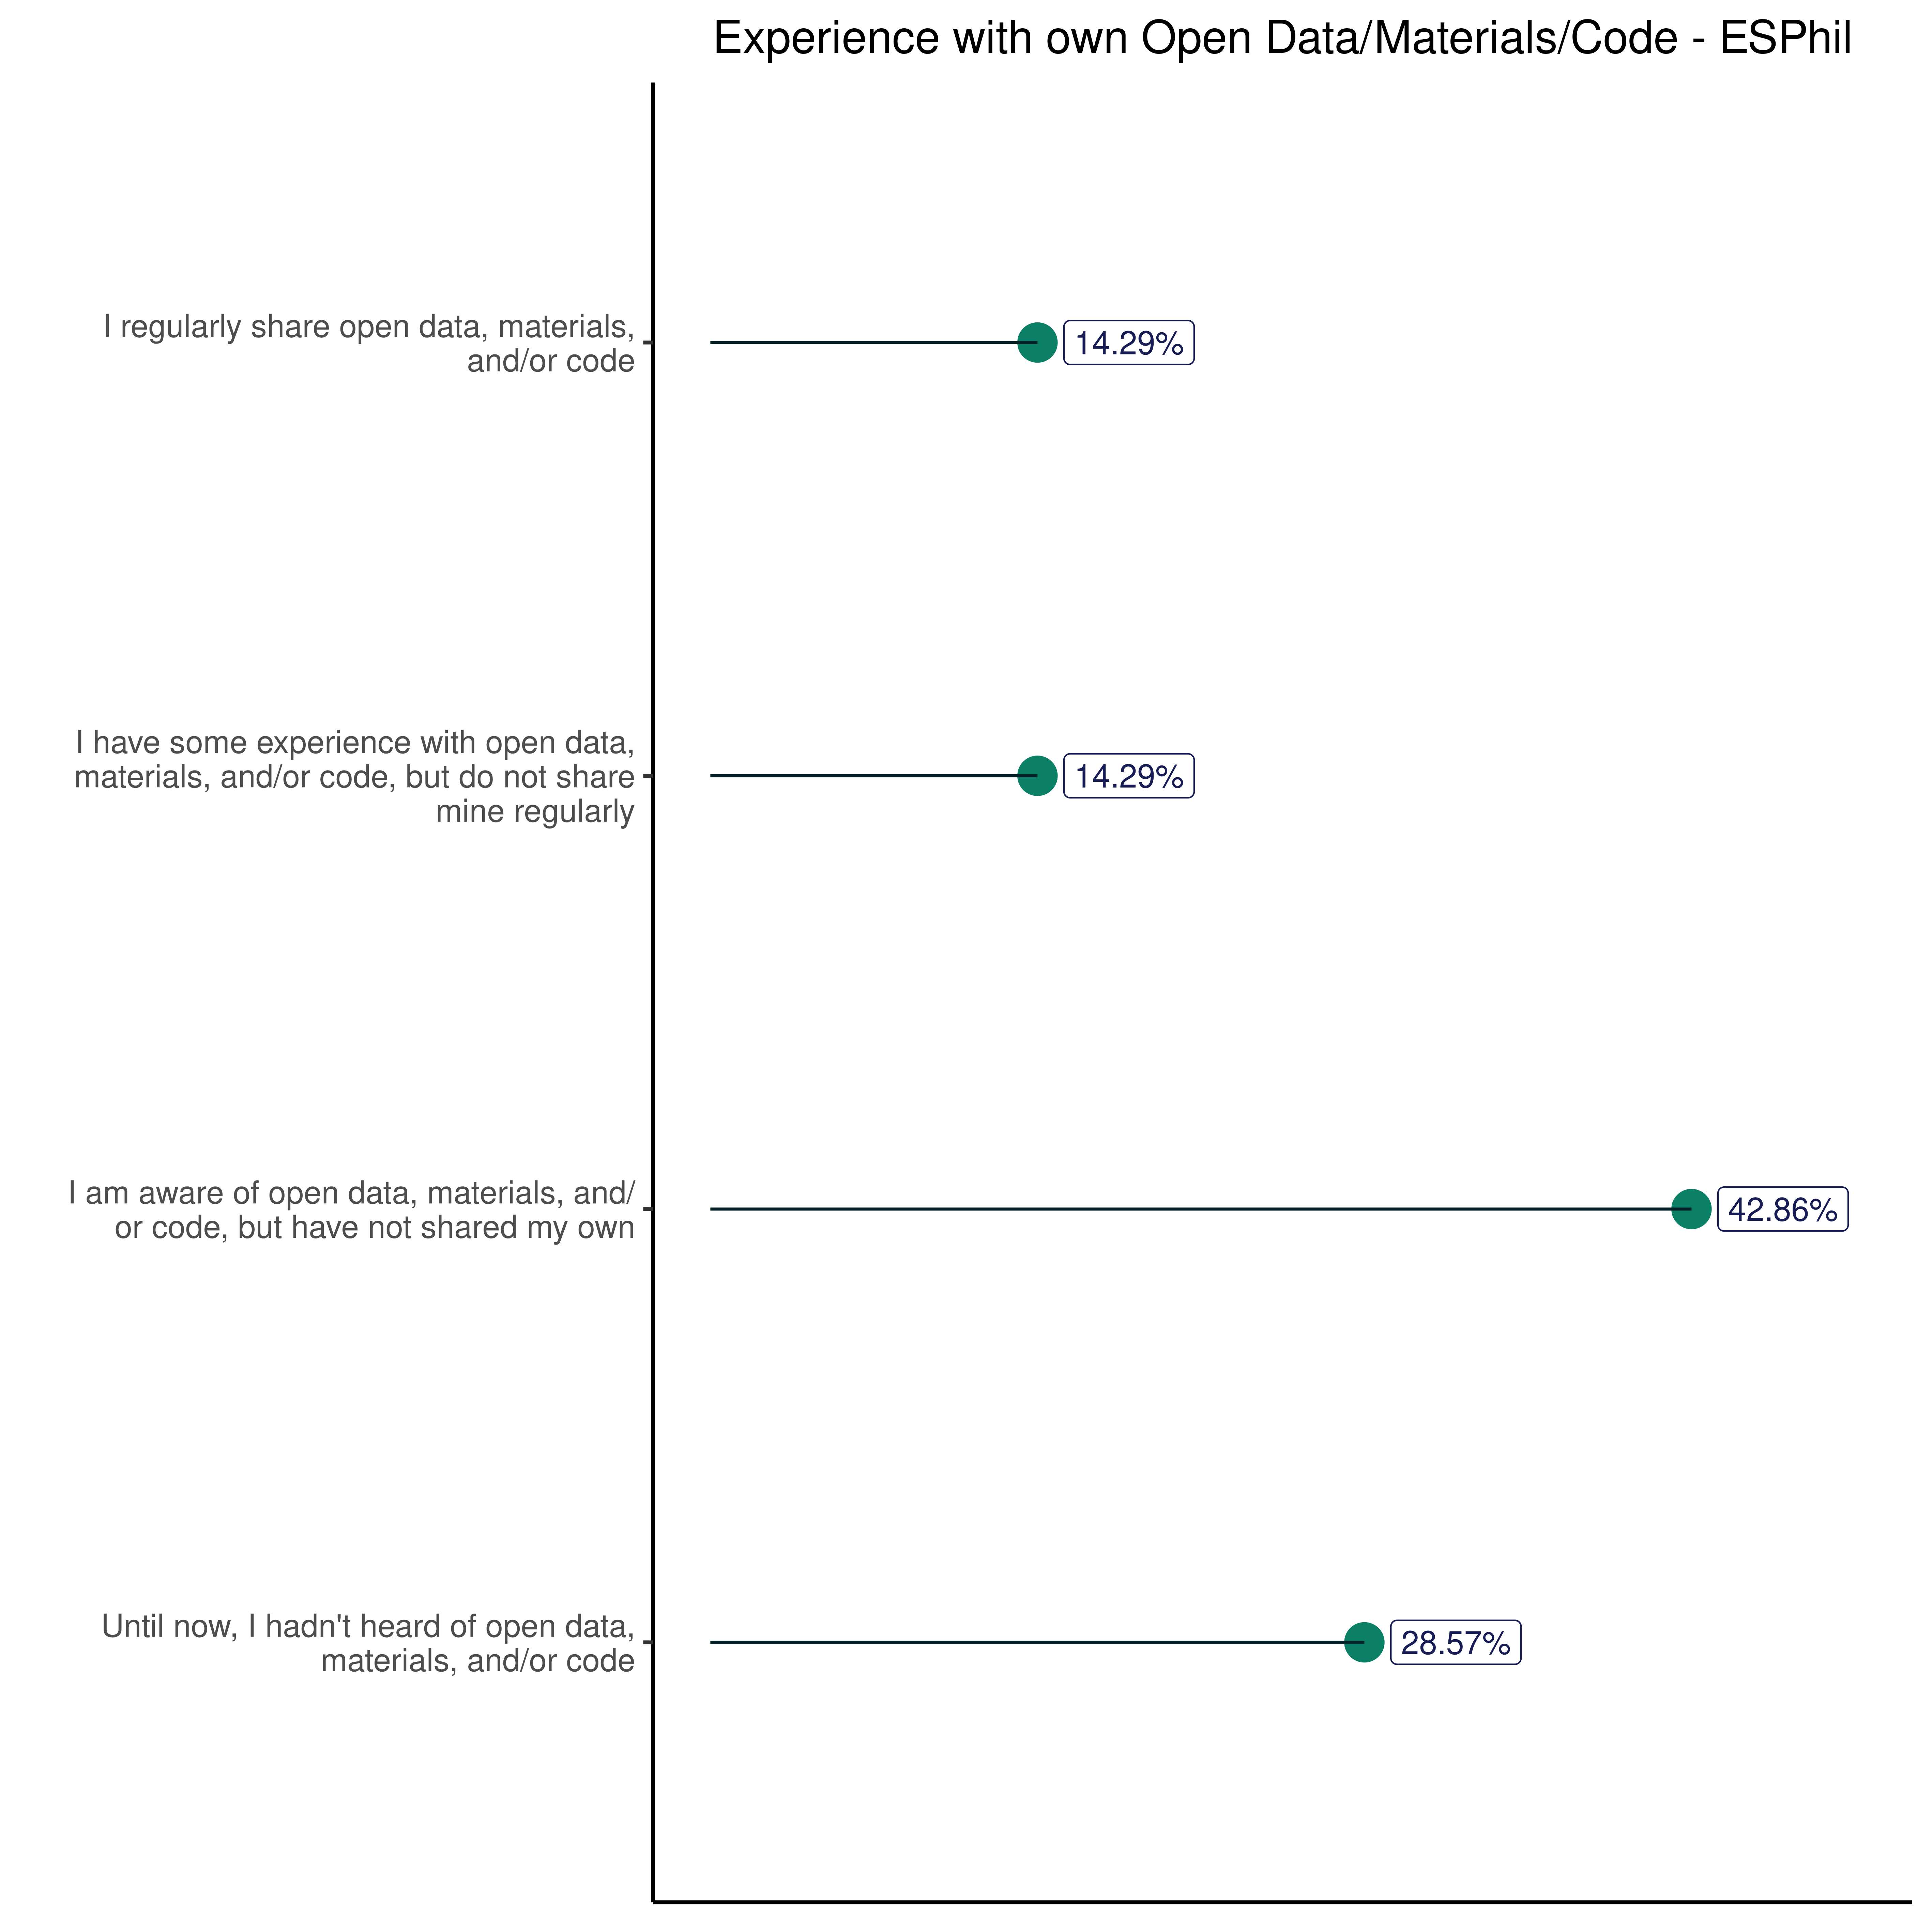 Experience with own Open Data/Materials/Code - ESPhil
I regularly share open data, materials,
and/or code
14.29%
I have some experience with open data,
materials, and/or code, but do not share
mine regularly
14.29%
I am aware of open data, materials, and/
or code, but have not shared my own
42.86%
Until now, I hadn't heard of open data,
materials, and/or code
28.57%